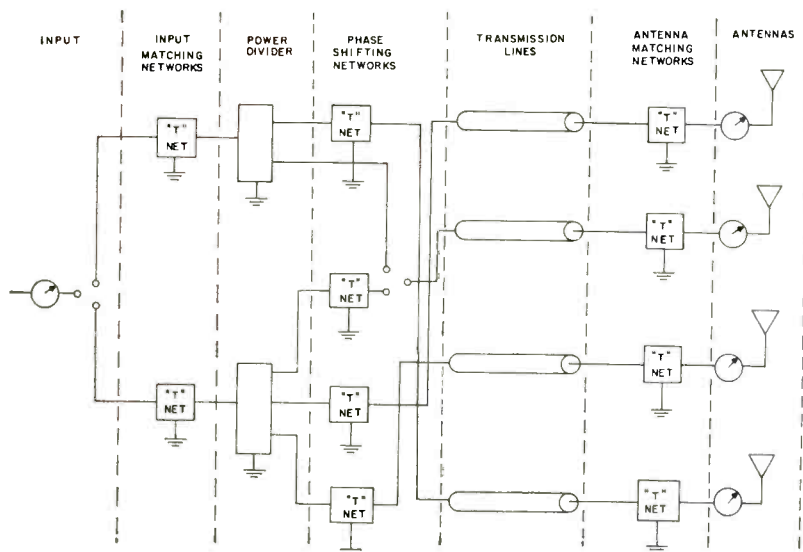 INPUT
INPUT
MATCHING
NETWORKS
POWER
DIVIDER
PHASE
SHIFTING
NETWORKS
TRANSMISSION
LINES
ANTENNA
MATCHING
NETWORKS
ANTENNAS
"T"
NET
"T"
NET
"T"
NET
"T"
NET
"T"
NET
"T"
NET
"T"
NET
"T"
NET
"T"
NET
"T"
NET